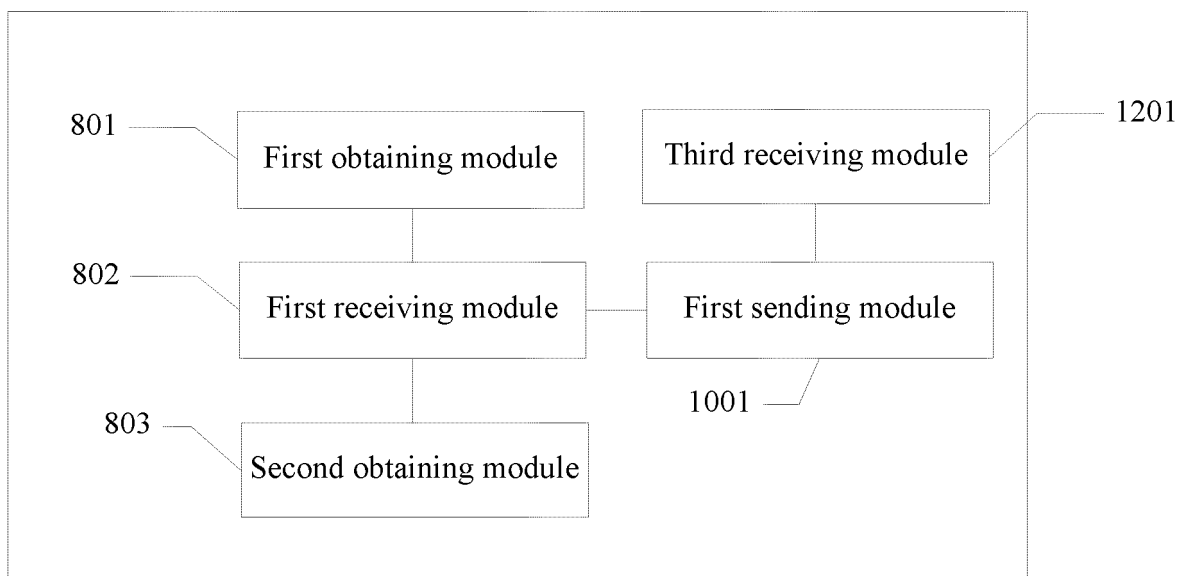 801
First obtaining module
Third receiving module
1201
802
First receiving module
First sending module
1001
803
Second obtaining module